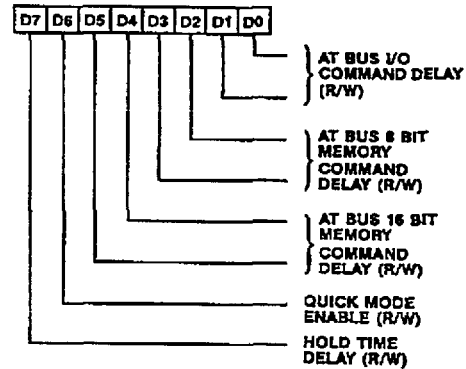 D7 D6 D5 D4 D3 D2 D1 D0
AT BUS I/O
COMMAND DELAY
(R/W)
AT BUS 8 BIT
MEMORY
COMMAND
DELAY (R/W)
AT BUS 16 BIT
MEMORY
COMMAND
DELAY (R/W)
QUICK MODE
ENABLE (R/W)
HOLD TIME
DELAY (R/W)